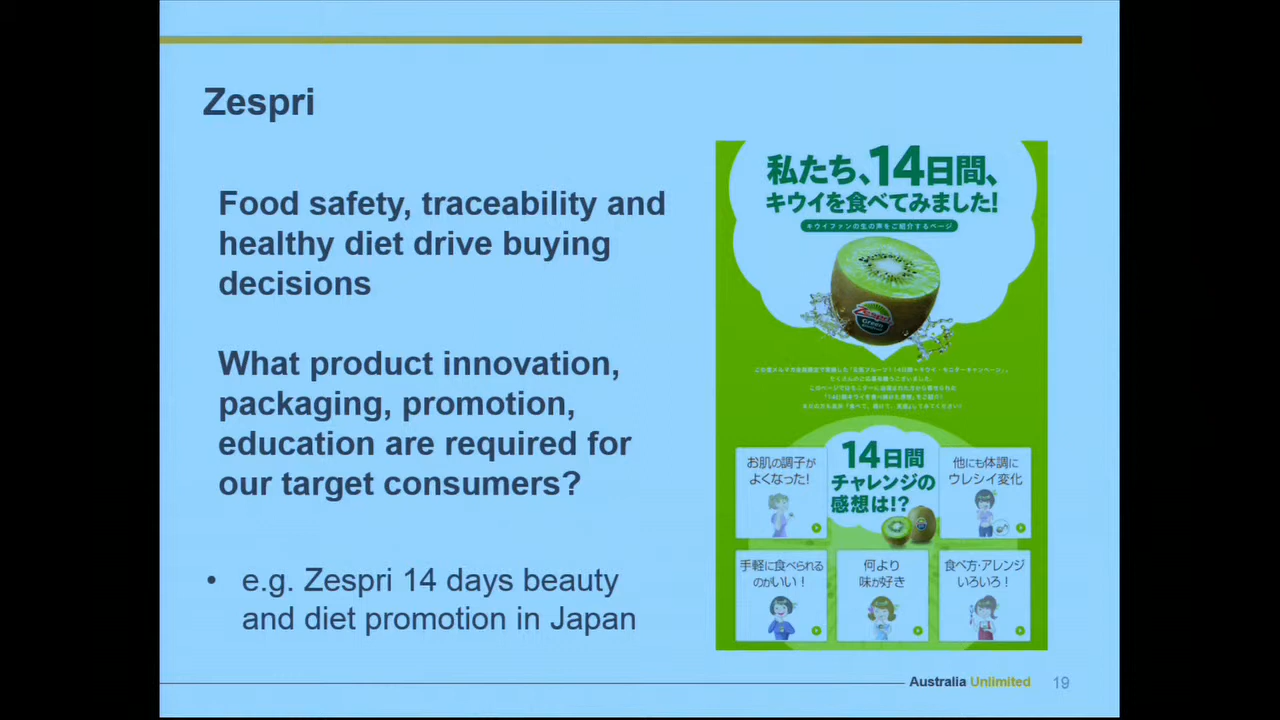 Zespri
Food safety, traceability and
healthy diet drive buying
decisions
What product innovation,
packaging, promotion,
education are required for
our target consumers?
• e.g. Zespri 14 days beauty
and diet promotion in Japan
私たち、14日間、
キウイを食べてみました!
キウイファンの生の声をご紹介するページ
Zespri
Green
14日間
チャレンジの
感想は!?
お肌の調子が
よくなった!
他にも体調に
ウレシイ変化
手軽に食べられる
のがいい!
何より
味が好き
食べ方・アレンジ
いろいろ!
Australia Unlimited 19